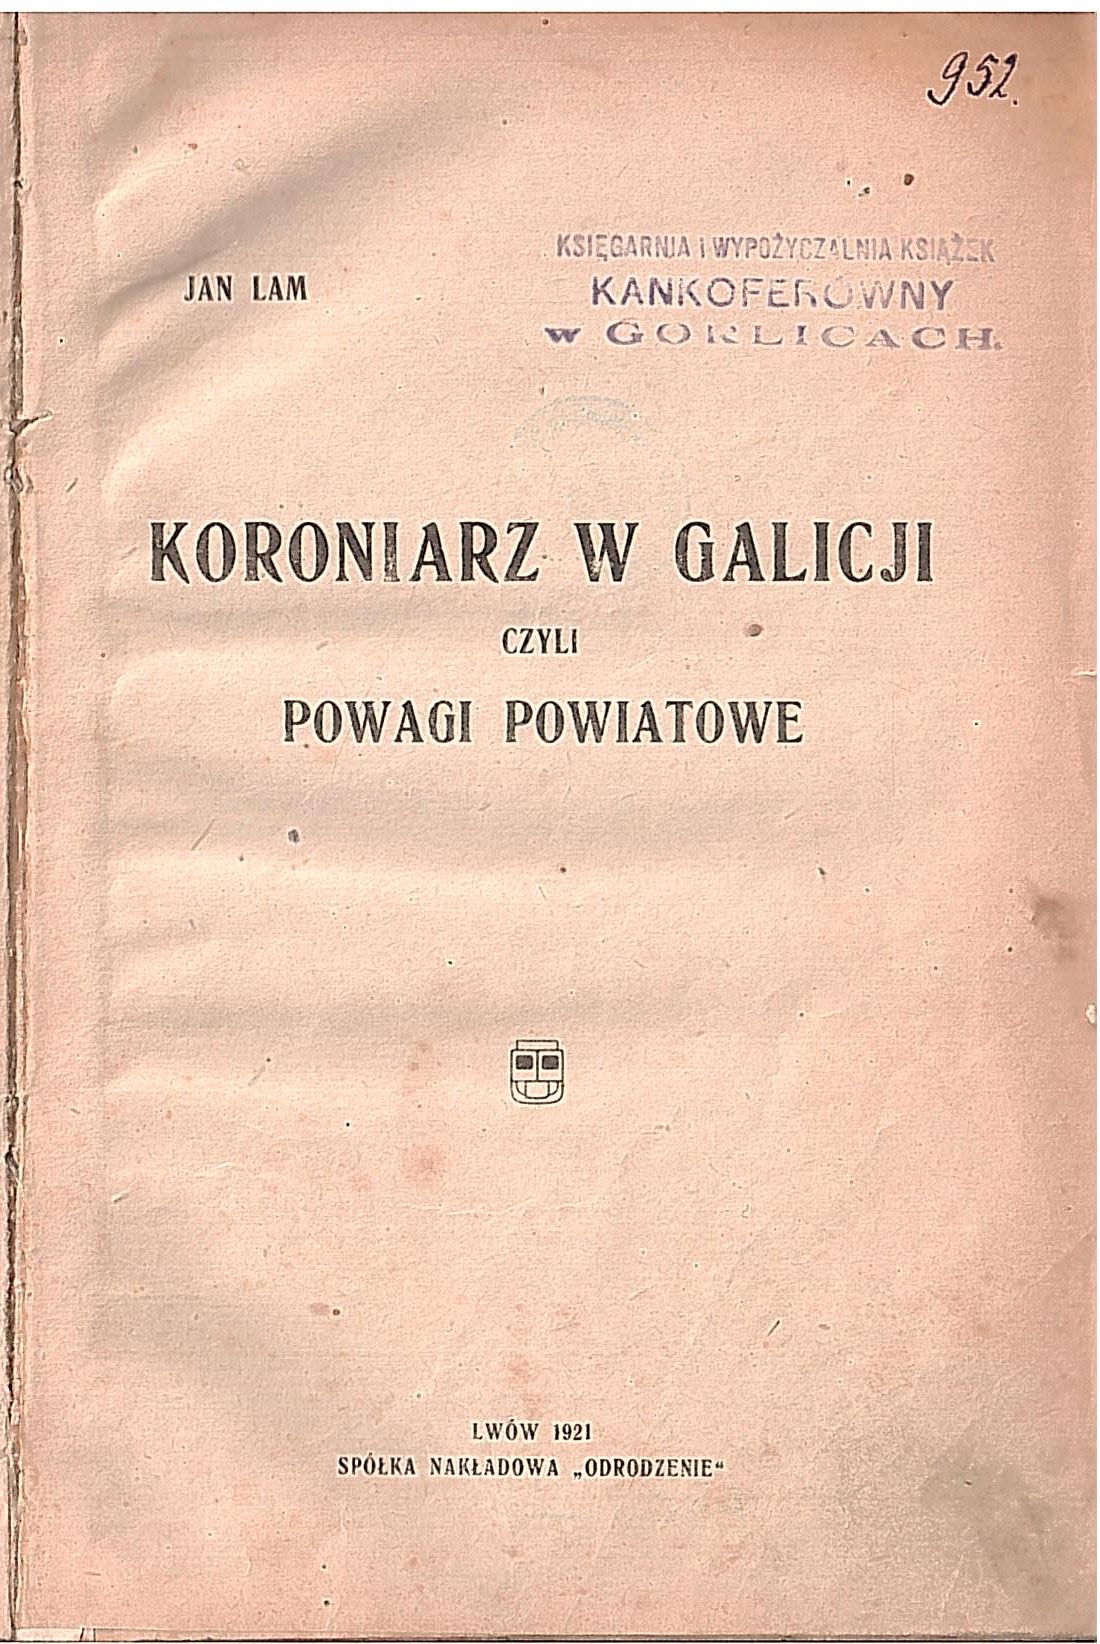 952.
KSIĘGARNIA I WYPOŻYCZALNIA KSIĄŻEK
KANKOFERÓWNY
w GORLICACH.
JAN LAM
KORONIARZ W GALICJI
CZYLI
POWAGI POWIATOWE
LWÓW 1921
SPÓŁKA NAKŁADOWA „ODRODZENIE“